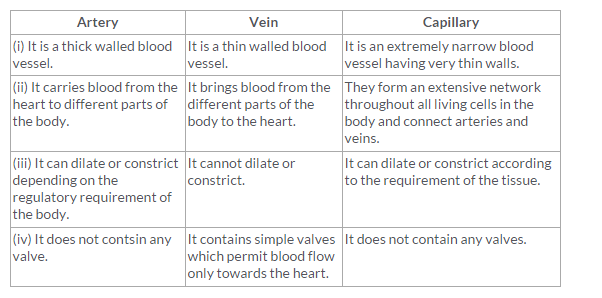 Artery Vein Capillary
(i) It is a thick walled blood
vessel.
It is a thin walled blood
vessel.
It is an extremely narrow blood
vessel having very thin walls.
(ii) It carries blood from the
heart to different parts of
the body.
It brings blood from the
different parts of the
body to the heart.
They form an extensive network
throughout all living cells in the
body and connect arteries and
veins.
(iii) It can dilate or constrict
depending on the
regulatory requirement of
the body.
It cannot dilate or
constrict.
It can dilate or constrict according
to the requirement of the tissue.
(iv) It does not contsin any
valve.
It contains simple valves
which permit blood flow
only towards the heart.
It does not contain any valves.